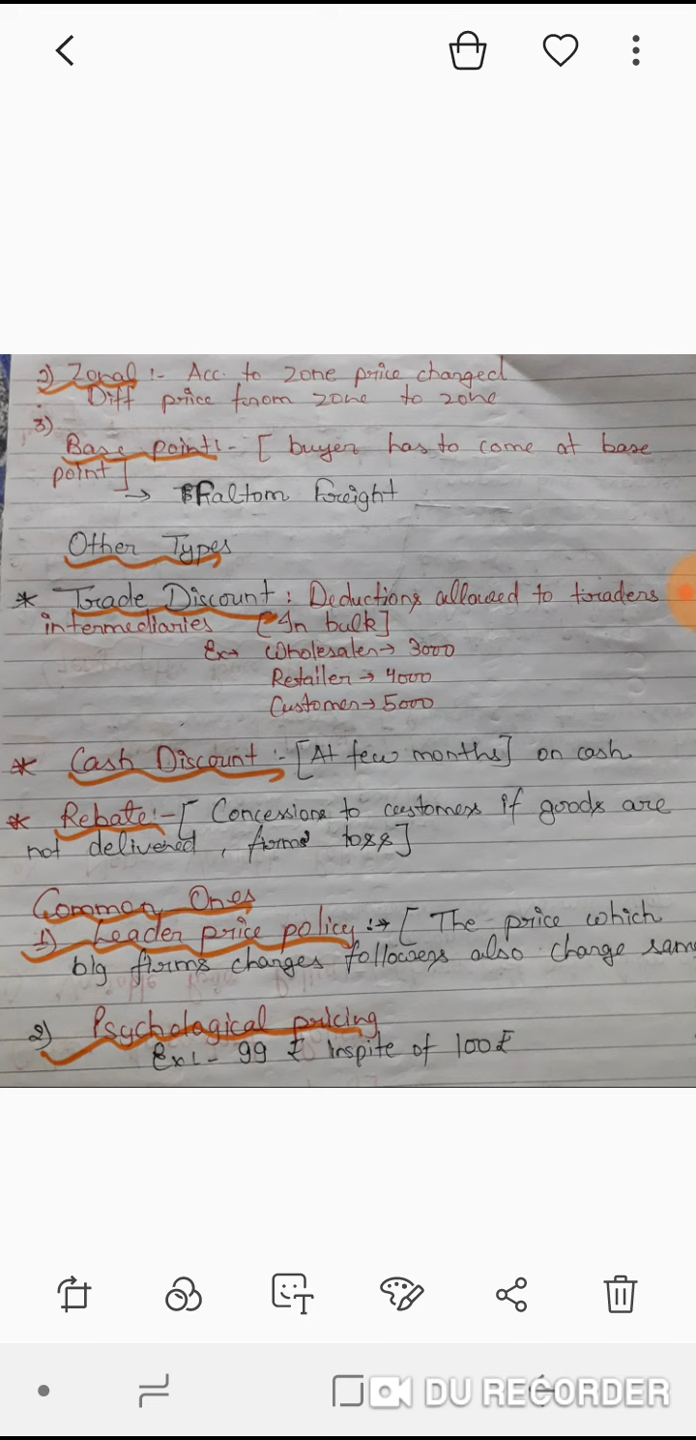 2) Zonal :- Acc. to zone price changed
Diff price from zone to zone
3)
Base point :- [ buyer has to come at base
point]
→ Freight
Other Types
* Trade Discount : Deductions allowed to traders
intermediaries [In bulk]
Ex→ Wholesaler→ 3000
Retailer → 4000
Customer→ 5000
* Cash Discount :- [At few months] on cash
* Rebate :- [ Concessions to customers if goods are
not delivered,
Common Ones
1) Leader price policy :→ [ The price which
big firms changes followers also change sam
2) Psychological pricing
Ex:- 99 ₹ Inspite of 100₹
DU RECORDER